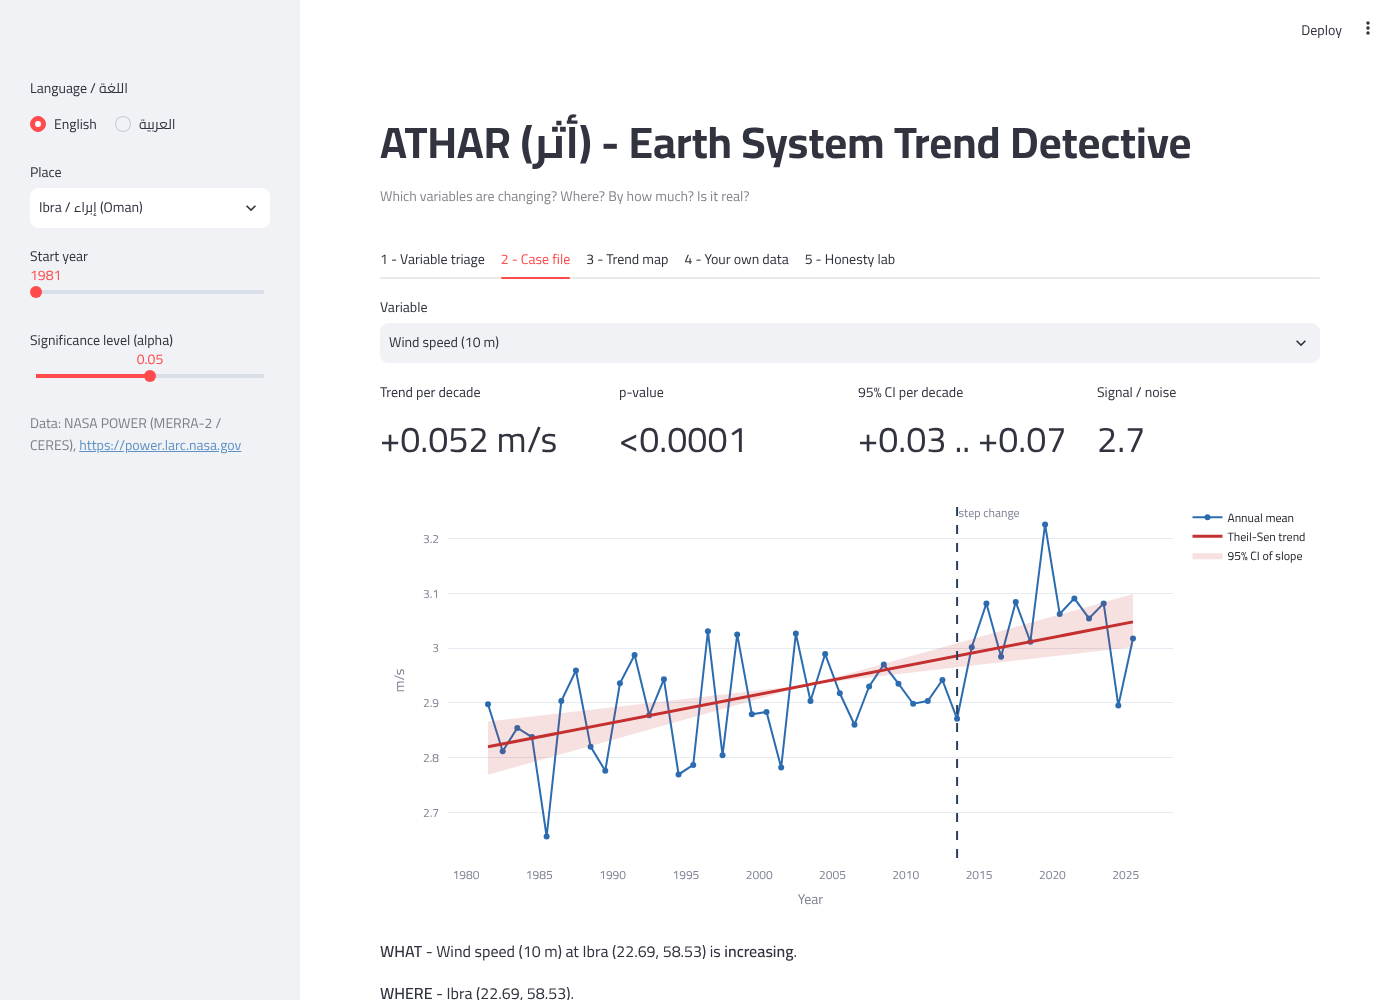 Deploy
Language / اللغة
English العربية
Place
Ibra / إبراء (Oman)
Start year
1981
Significance level (alpha)
0.05
Data: NASA POWER (MERRA-2 /
CERES), https://power.larc.nasa.gov
ATHAR (أثر) - Earth System Trend Detective
Which variables are changing? Where? By how much? Is it real?
1 - Variable triage 2 - Case file 3 - Trend map 4 - Your own data 5 - Honesty lab
Variable
Wind speed (10 m)
Trend per decade p-value 95% CI per decade Signal / noise
+0.052 m/s <0.0001 +0.03 .. +0.07 2.7
step change
Annual mean
Theil-Sen trend
95% CI of slope
3.2
3.1
3
2.9
2.8
2.7
m/s
1980 1985 1990 1995 2000 2005 2010 2015 2020 2025
Year
WHAT - Wind speed (10 m) at Ibra (22.69, 58.53) is increasing.
WHERE - Ibra (22.69, 58.53).